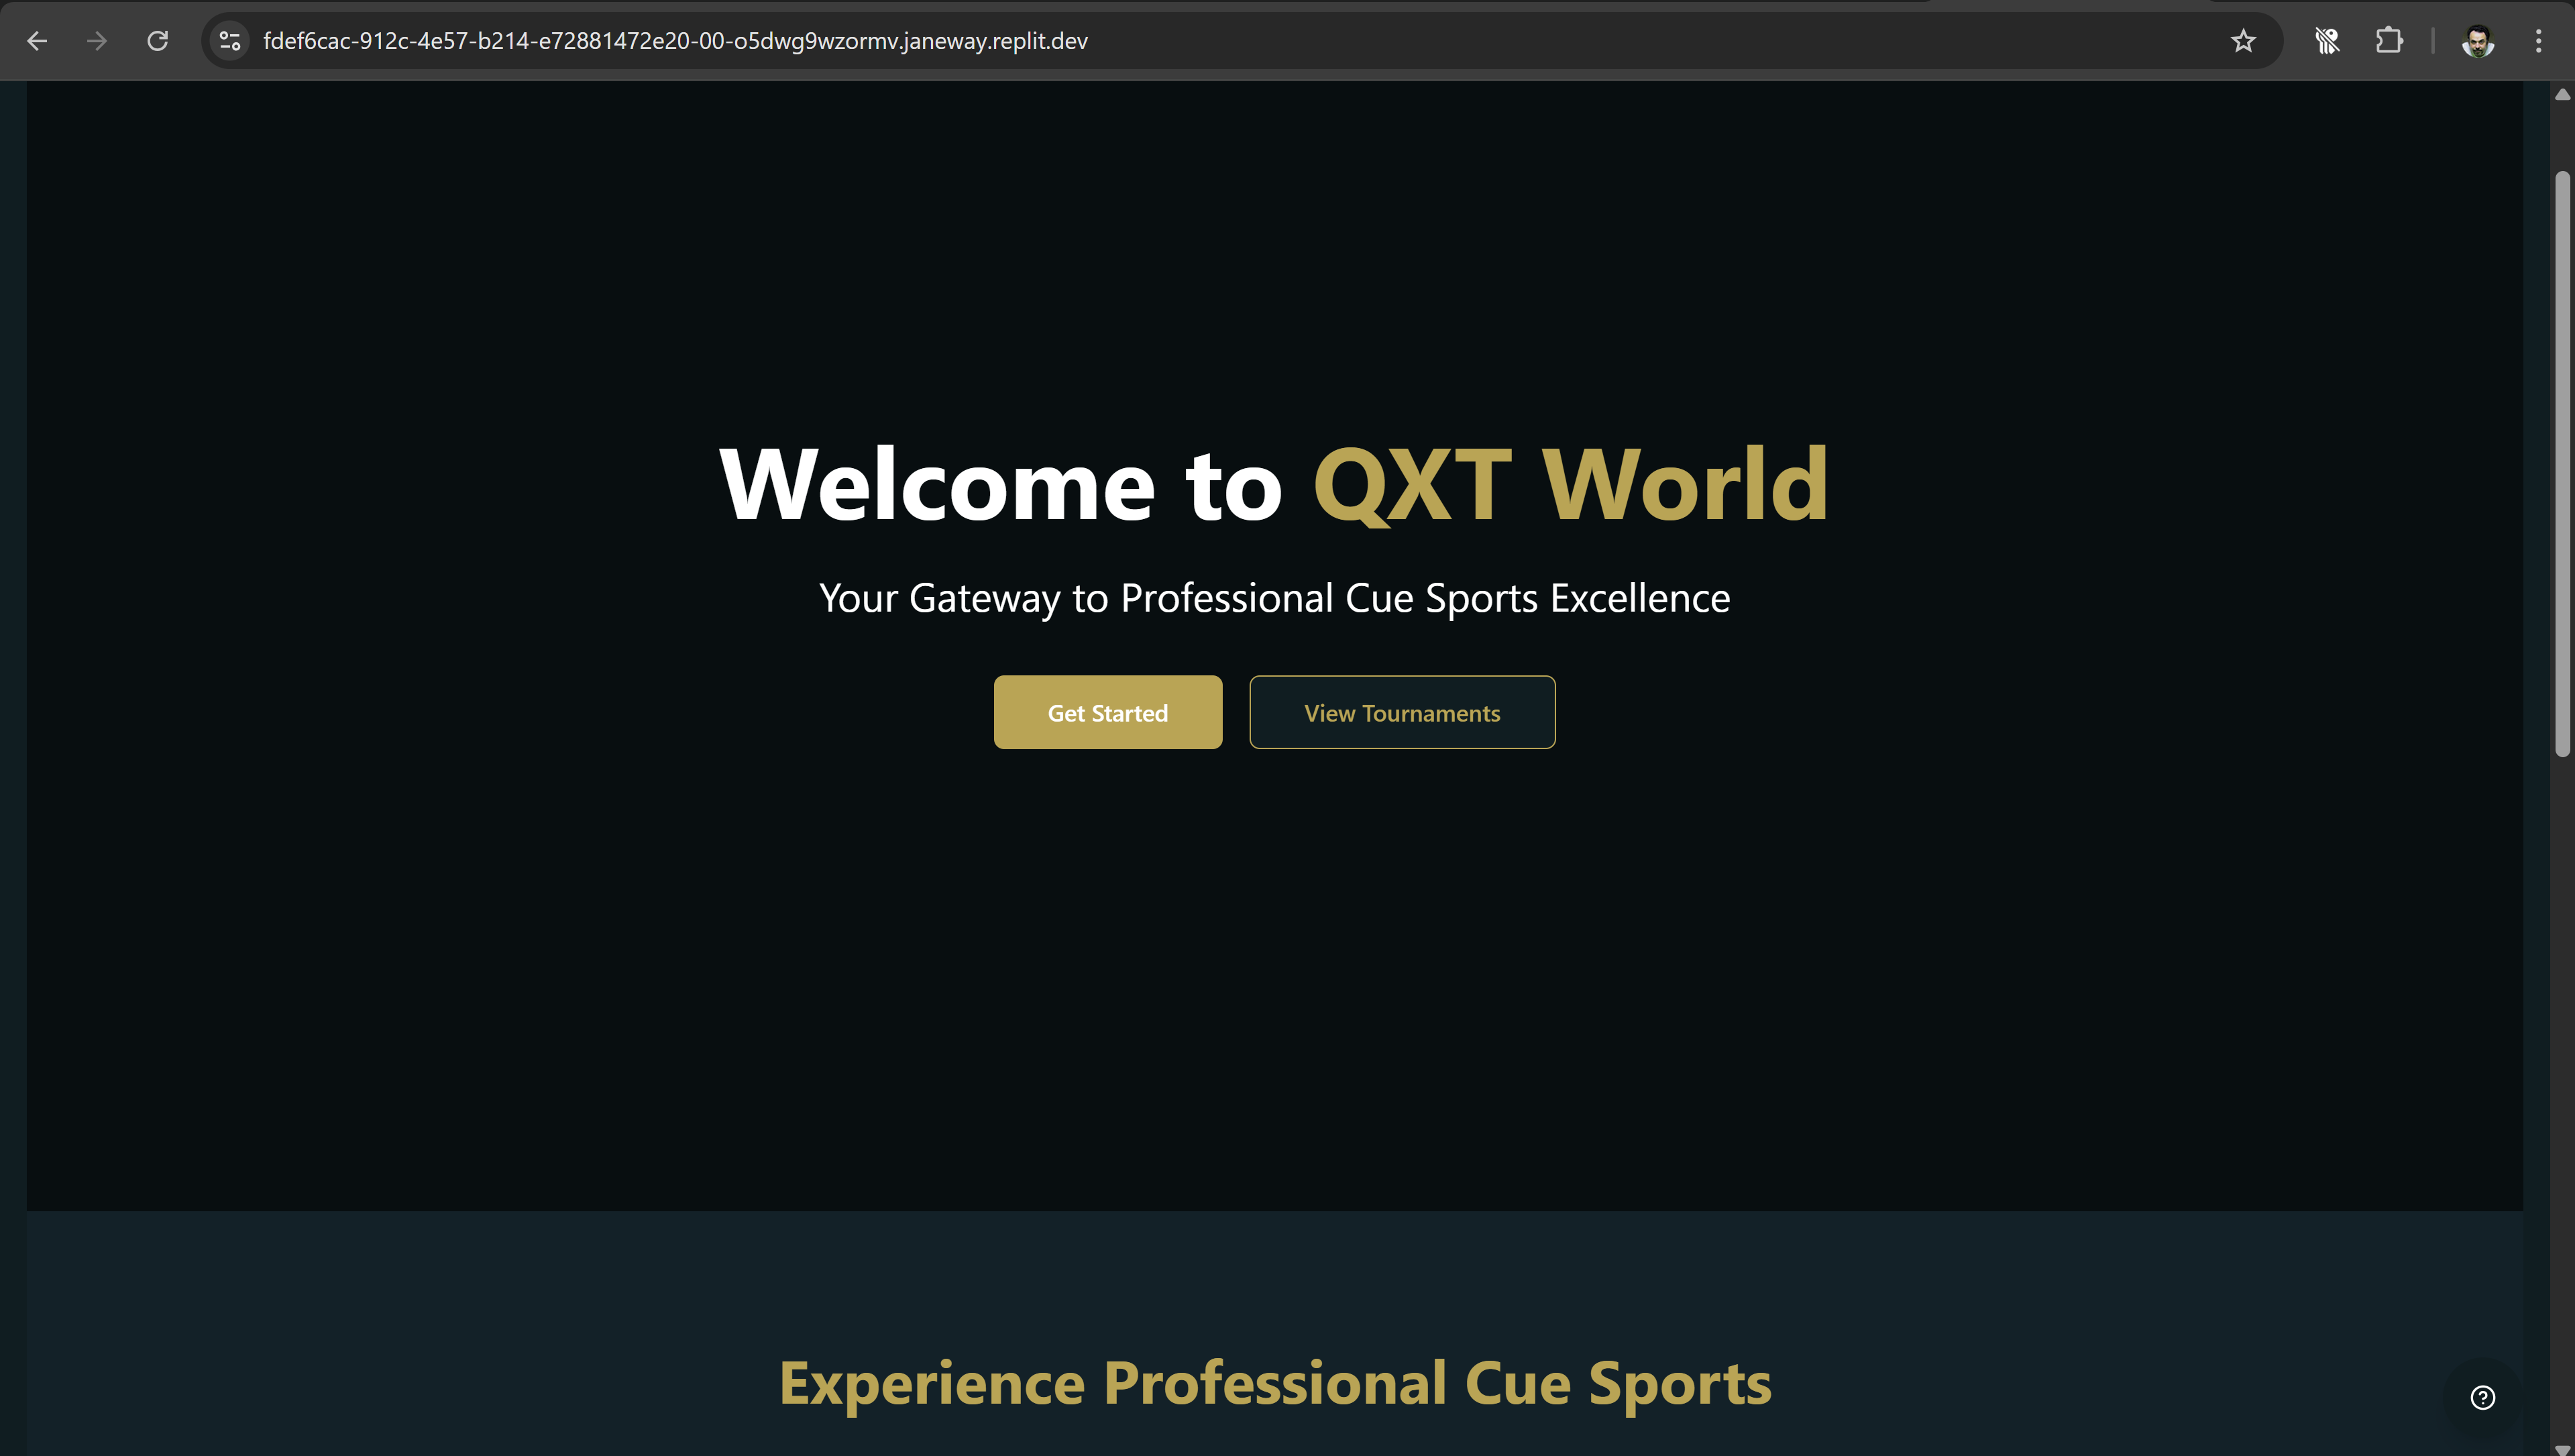 fdef6cac-912c-4e57-b214-e72881472e20-00-o5dwg9wzormv.janeway.replit.dev
Welcome to QXT World
Your Gateway to Professional Cue Sports Excellence
Get Started
View Tournaments
Experience Professional Cue Sports